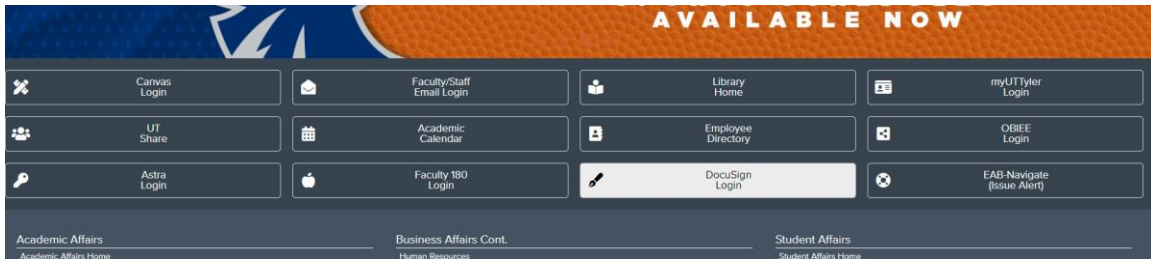 AVAILABLE NOW
Canvas
Login
Faculty/Staff
Email Login
Library
Home
myUTTyler
Login
UT
Share
Academic
Calendar
Employee
Directory
OBIEE
Login
Astra
Login
Faculty 180
Login
DocuSign
Login
EAB-Navigate
(Issue Alert)
Academic Affairs
Business Affairs Cont.
Student Affairs
Academic Affairs Home
Human Resources
Student Affairs Home